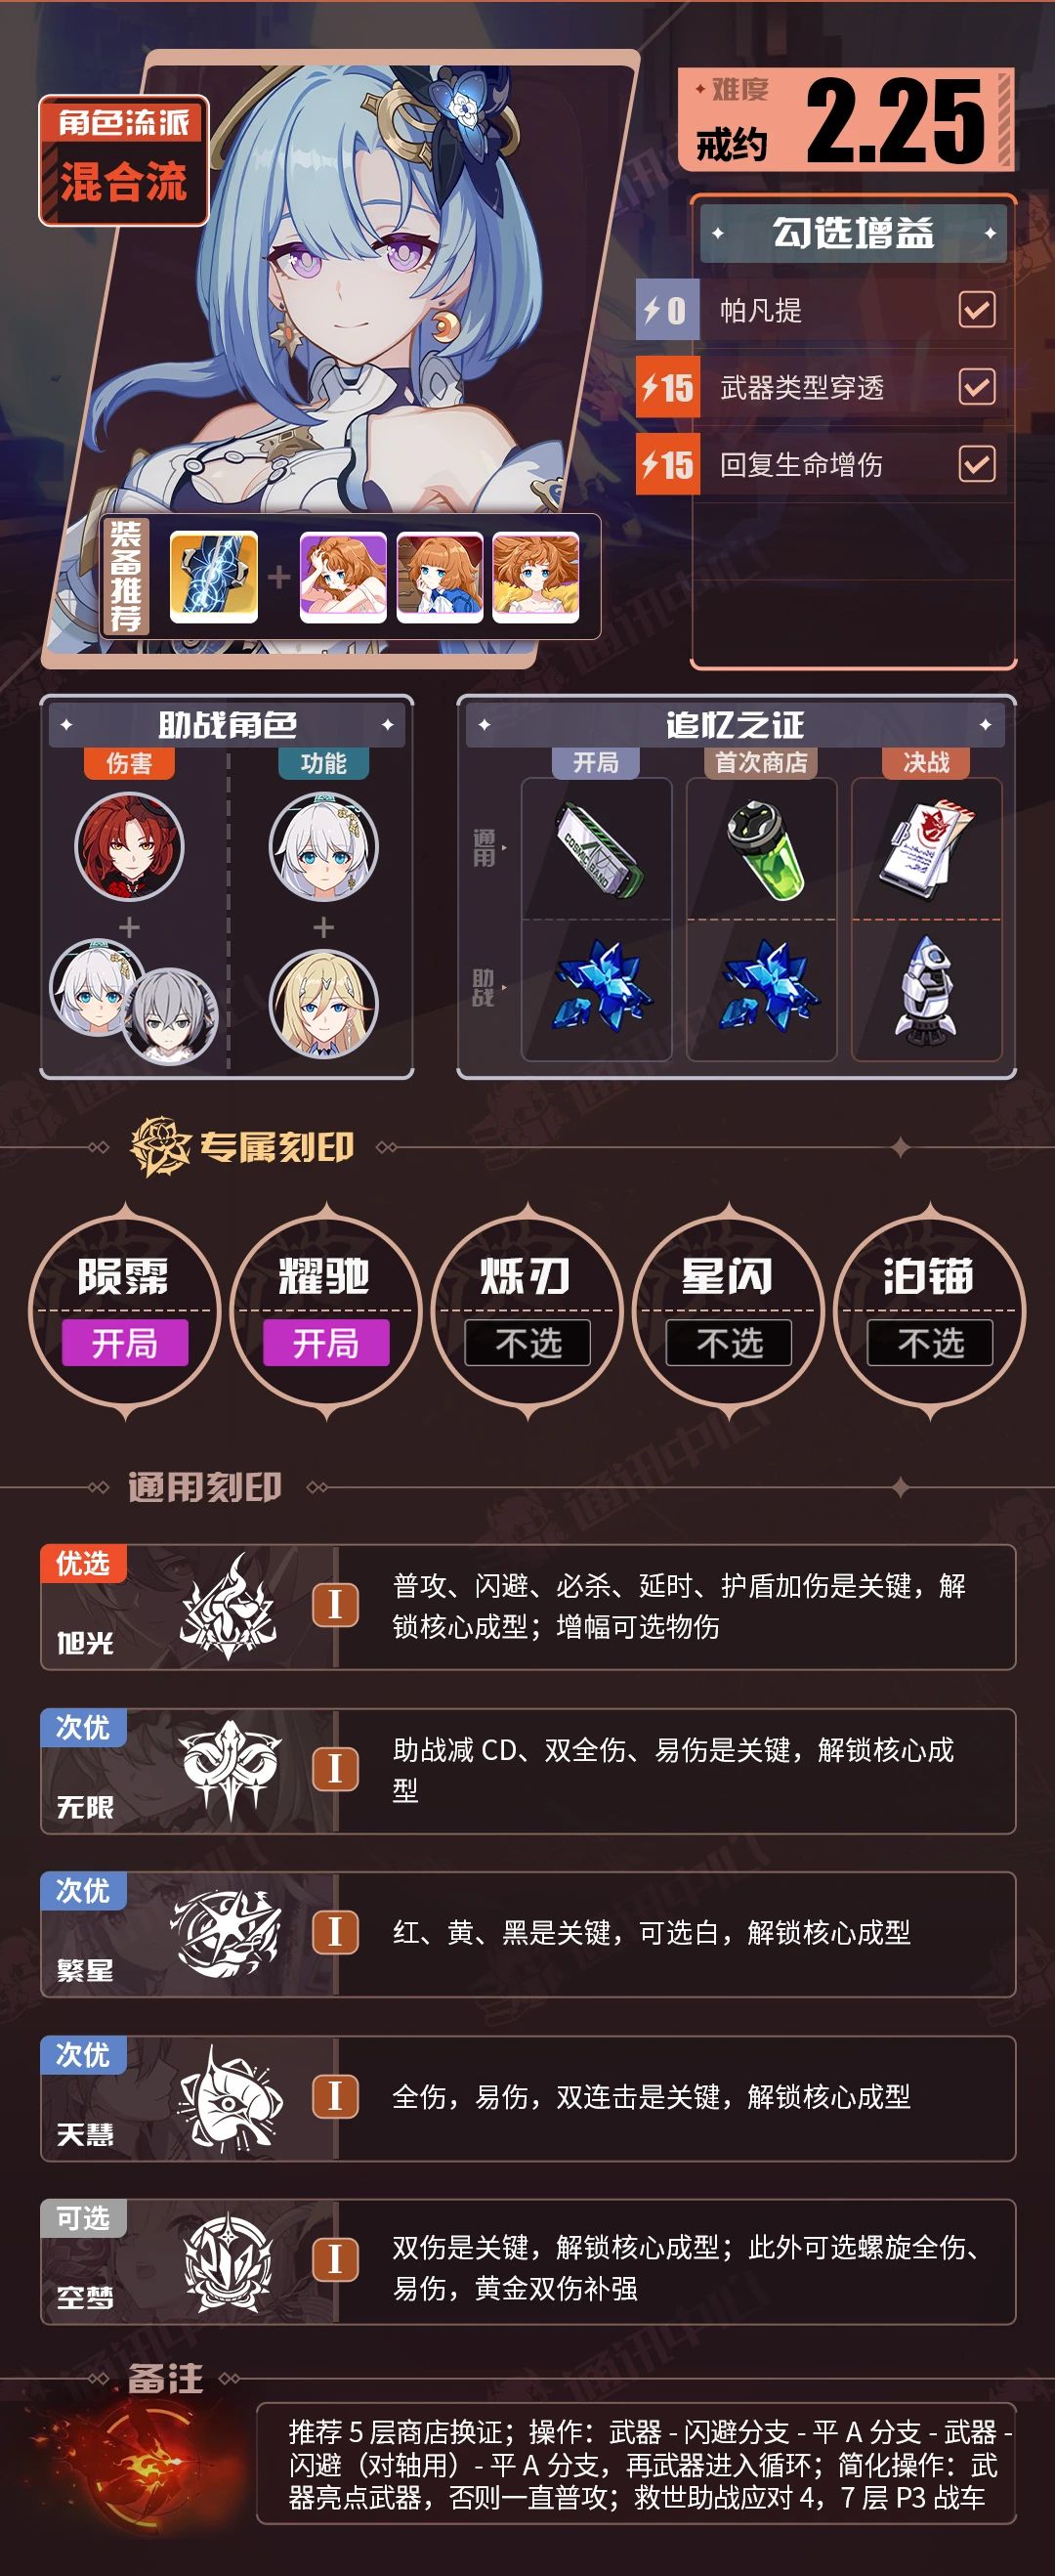 角色流派
混合流
难度
戒约
2.25
勾选增益
0 帕凡提
15 武器类型穿透
15 回复生命增伤
装备推荐
助战角色
伤害
功能
追忆之证
开局
首次商店
决战
通用
COSMIC BAND
助战
专属刻印
陨霈
开局
耀驰
开局
烁刃
不选
星闪
不选
泊锚
不选
通用刻印
优选
旭光
I
普攻、闪避、必杀、延时、护盾加伤是关键，解
锁核心成型；增幅可选物伤
次优
无限
I
助战减 CD、双全伤、易伤是关键，解锁核心成
型
次优
繁星
I
红、黄、黑是关键，可选白，解锁核心成型
次优
天慧
I
全伤，易伤，双连击是关键，解锁核心成型
可选
空梦
I
双伤是关键，解锁核心成型；此外可选螺旋全伤、
易伤，黄金双伤补强
备注
推荐 5 层商店换证；操作：武器 - 闪避分支 - 平 A 分支 - 武器 -
闪避（对轴用）- 平 A 分支，再武器进入循环；简化操作：武
器亮点武器，否则一直普攻；救世助战应对 4，7 层 P3 战车